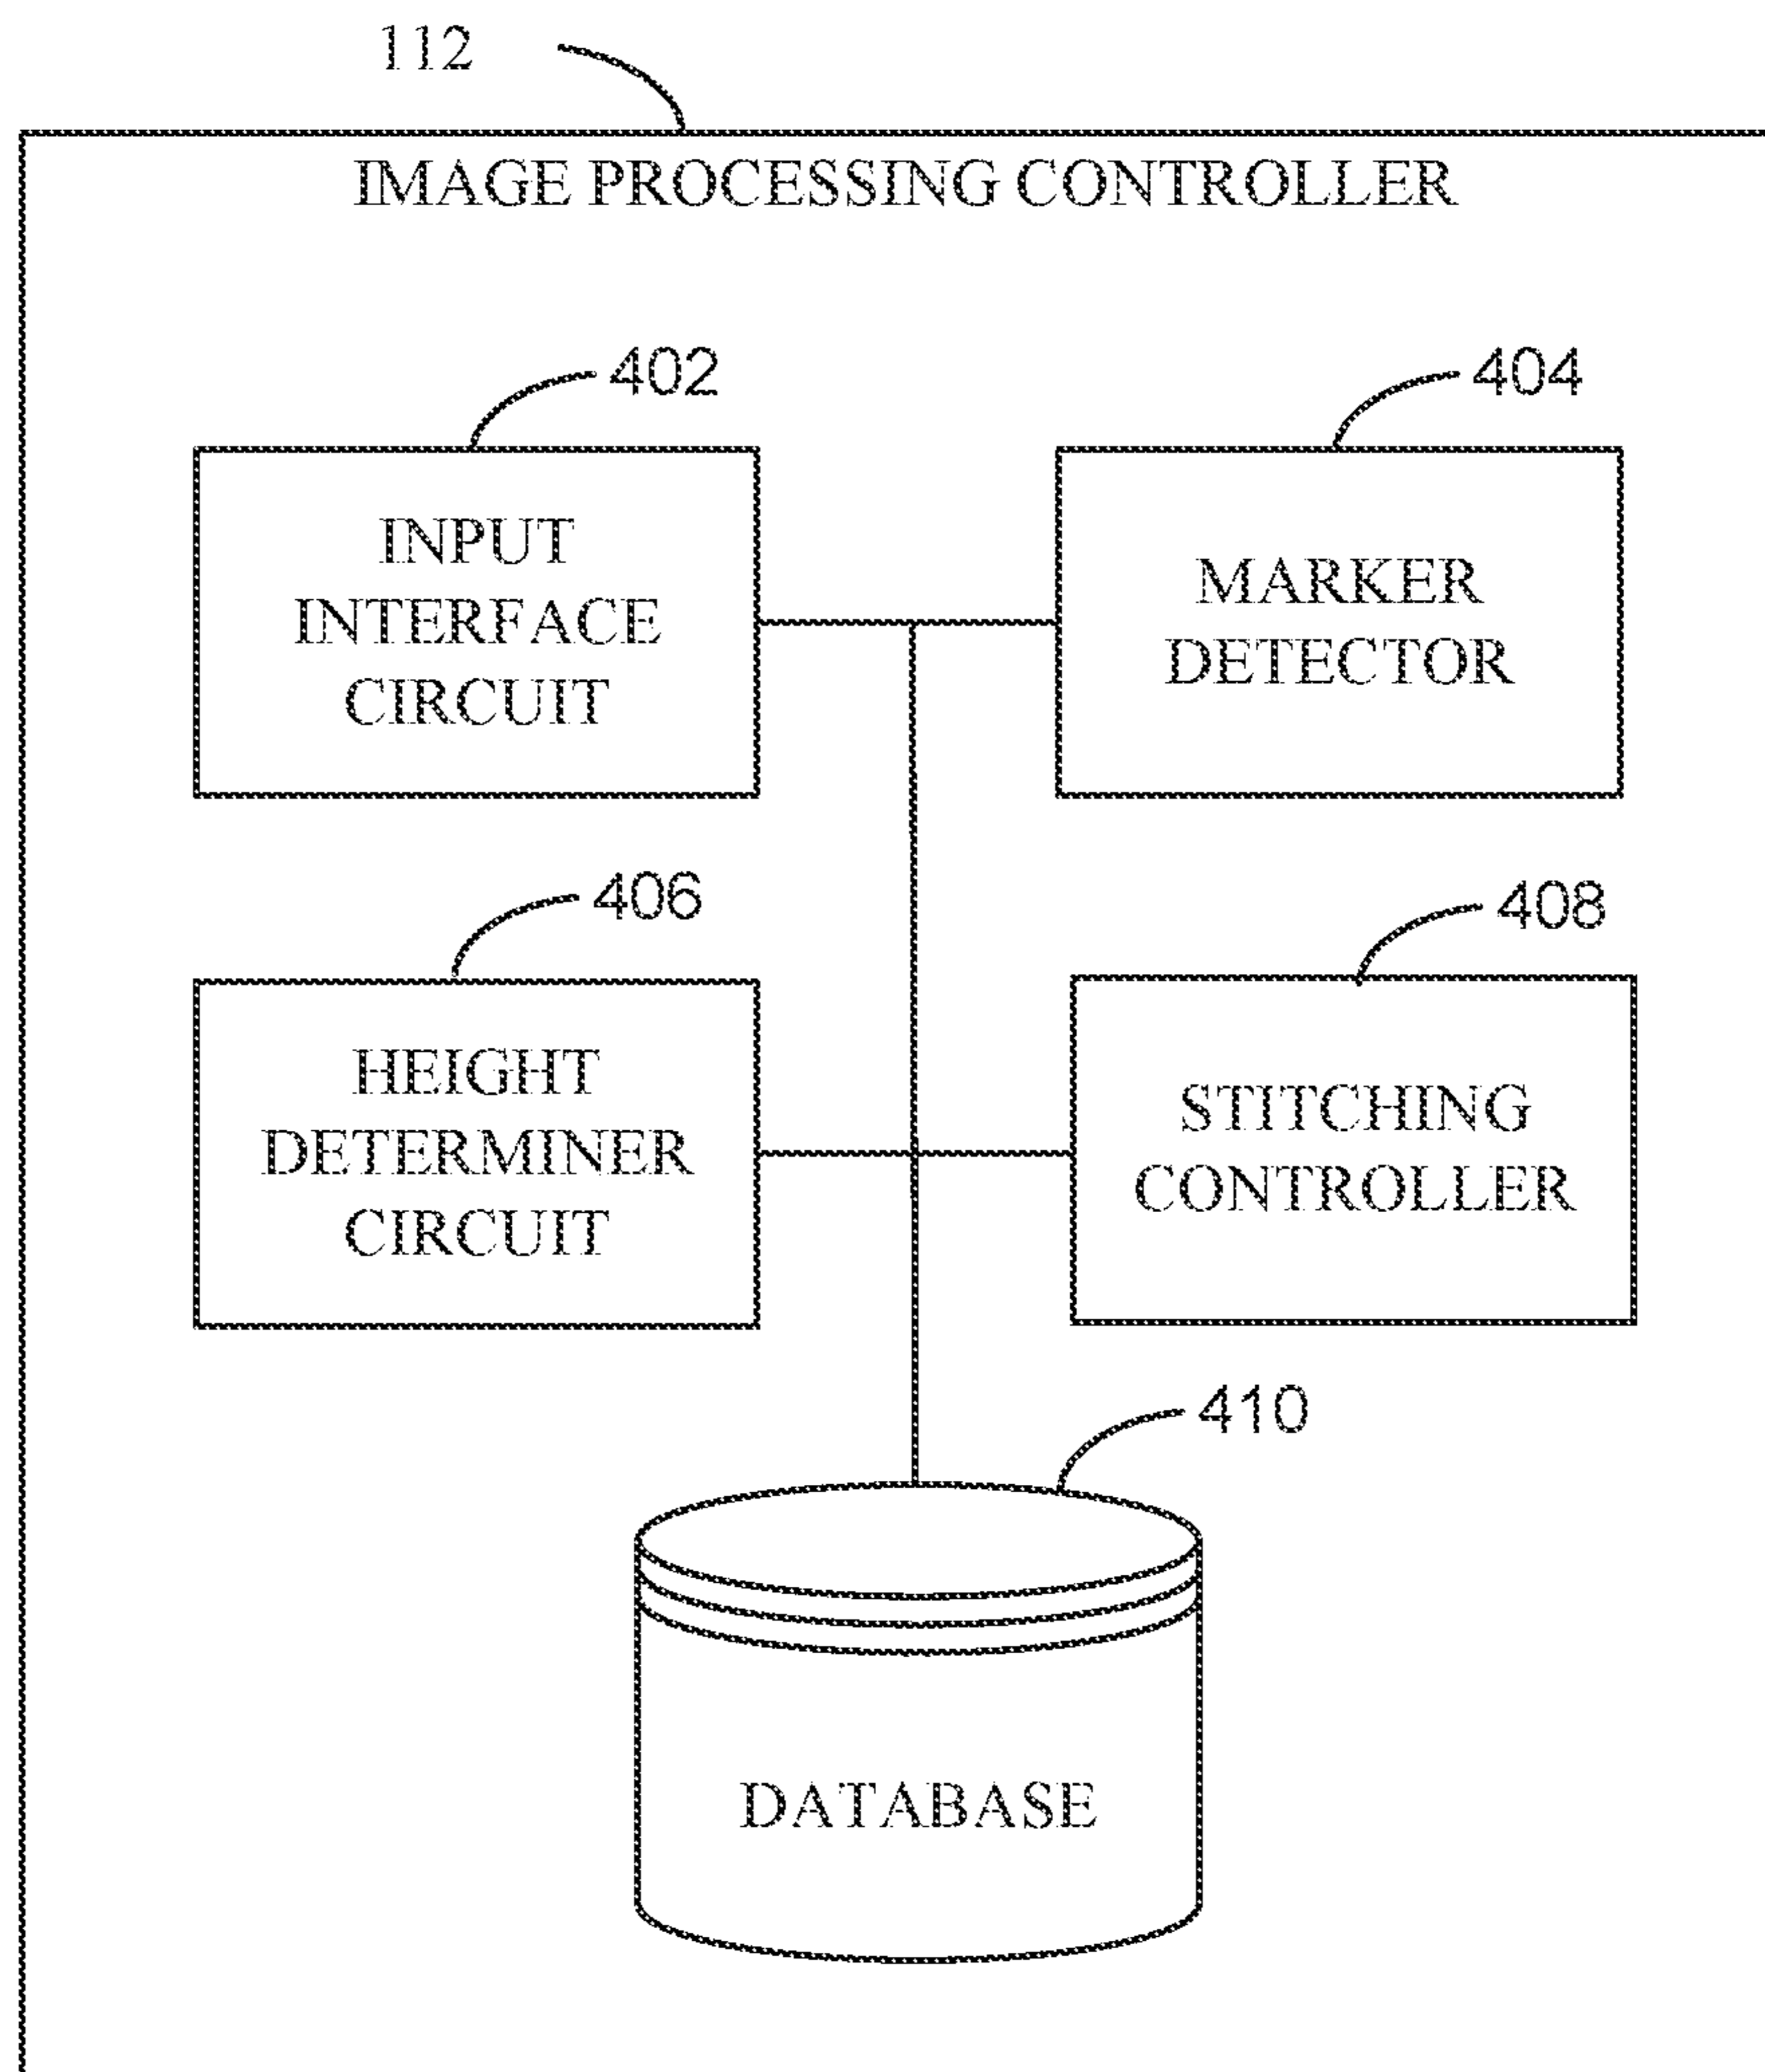 112
IMAGE PROCESSING CONTROLLER
402
INPUT
INTERFACE
CIRCUIT
404
MARKER
DETECTOR
406
HEIGHT
DETERMINER
CIRCUIT
408
STITCHING
CONTROLLER
410
DATABASE